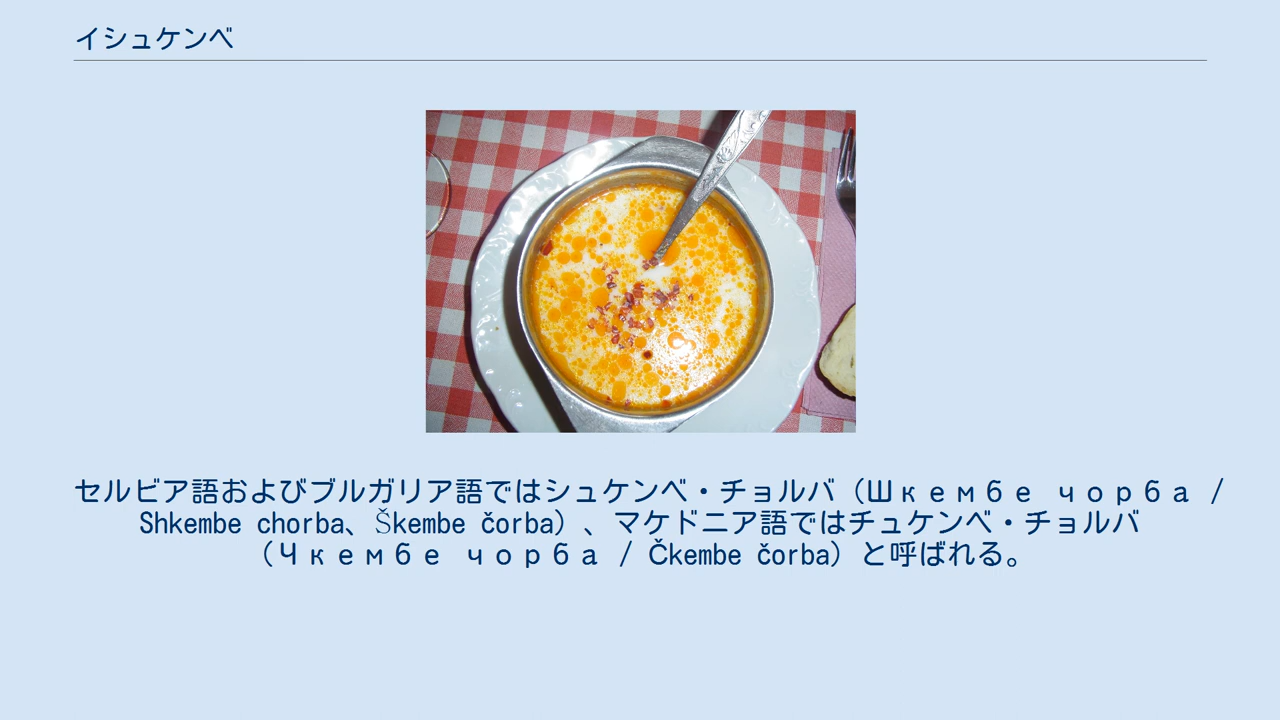 イシュケンベ
セルビア語およびブルガリア語ではシュケンベ・チョルバ（Шкембе чорба /
Shkembe chorba、Škembe čorba）、マケドニア語ではチュケンベ・チョルバ
（Чкембе чорба / Čkembe čorba）と呼ばれる。